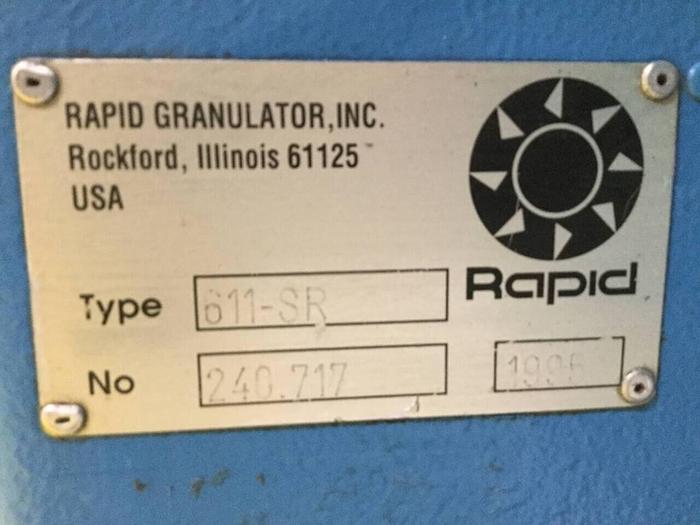 RAPID GRANULATOR,INC.
Rockford, Illinois 61125
USA
Rapid
Type 611-SR
No 240.717